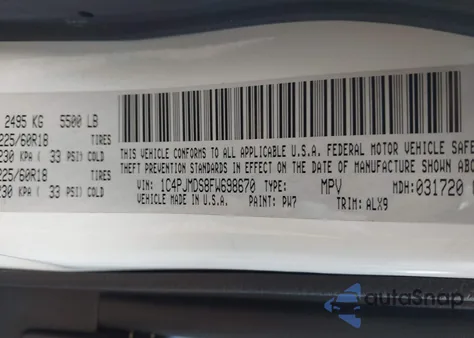 2495 KG 5500 LB
225/60R18 TIRES
230 KPA ( 33 PSI) COLD
225/60R18 TIRES
230 KPA ( 33 PSI) COLD
THIS VEHICLE CONFORMS TO ALL APPLICABLE
U.S.A. FEDERAL MOTOR VEHICLE SAFE
THEFT PREVENTION STANDARDS IN EFFECT ON THE DATE OF MANUFACTURE SHOWN ABO
VIN: 1C4PJMDS8FW698670 TYPE: MPV MDH: 031720
VEHICLE MADE IN U.S.A. PAINT: PW7 TRIM: ALX9
autoSnap